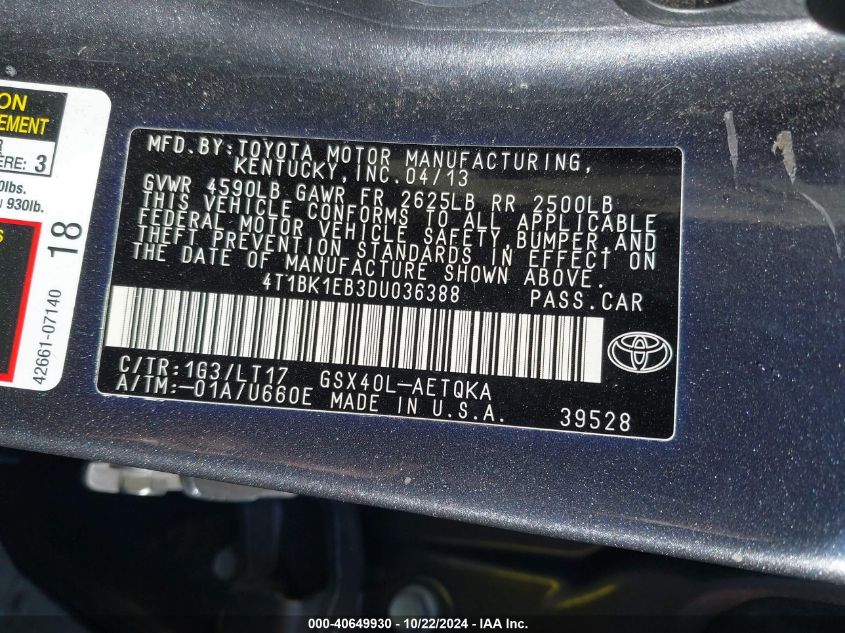 ON
EMENT
R
ERE: 3
0lbs.
930lb.
S
18
42661-07140
MFD.BY:TOYOTA MOTOR MANUFACTURING,
KENTUCKY,INC.04/13
GVWR 4590LB GAWR FR 2625LB RR 2500LB
THIS VEHICLE CONFORMS TO ALL APPLICABLE
FEDERAL MOTOR VEHICLE SAFETY,BUMPER,AND
THEFT PREVENTION STANDARDS IN EFFECT ON
THE DATE OF MANUFACTURE SHOWN ABOVE.
4T1BK1EB3DU036388 PASS.CAR
C/TR:1G3/LT17 GSX40L-AETQKA
A/TM:-01A/U660E MADE IN U.S.A. 39528
000-40649930 - 10/22/2024 - IAA Inc.